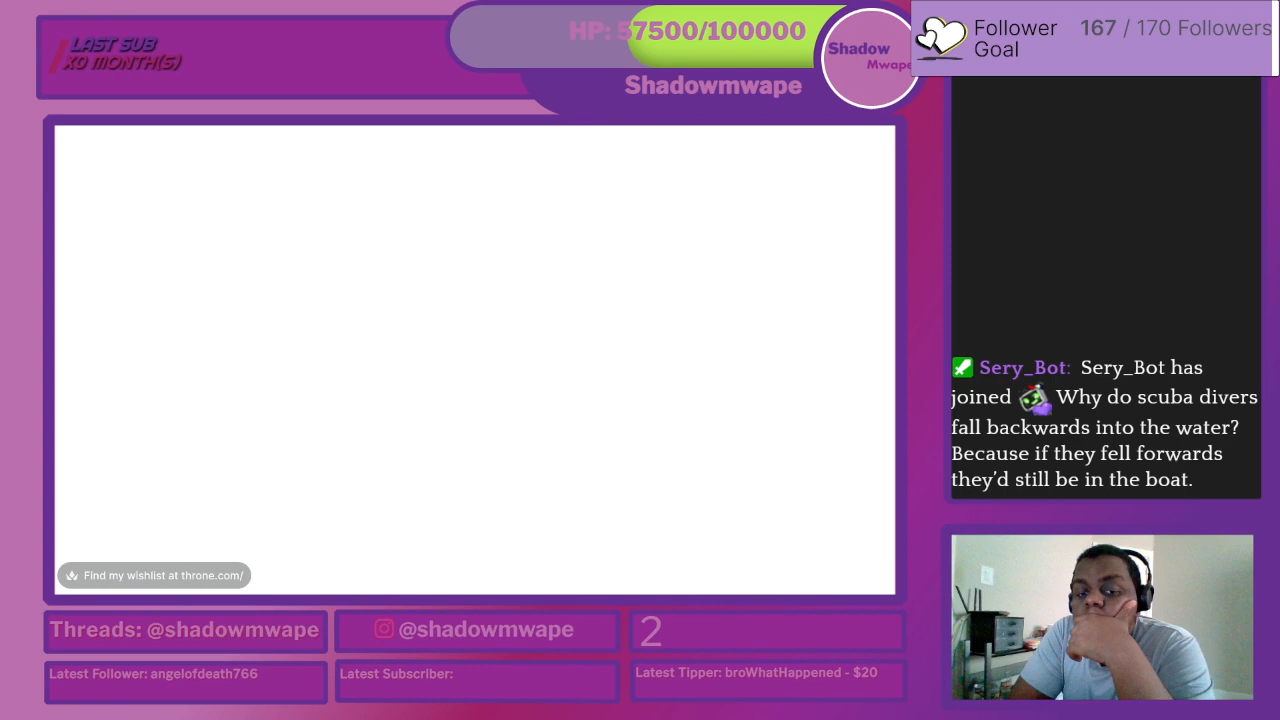 LAST SUB
X0 MONTH(S)
HP: 57500/100000
Shadowmwape
Shadow
Mwape
Follower
Goal
167 / 170 Followers
Sery_Bot: Sery_Bot has
joined Why do scuba divers
fall backwards into the water?
Because if they fell forwards
they'd still be in the boat.
Find my wishlist at throne.com/
Threads: @shadowmwape
@shadowmwape
2
Latest Follower: angelofdeath766
Latest Subscriber:
Latest Tipper: broWhatHappened - $20